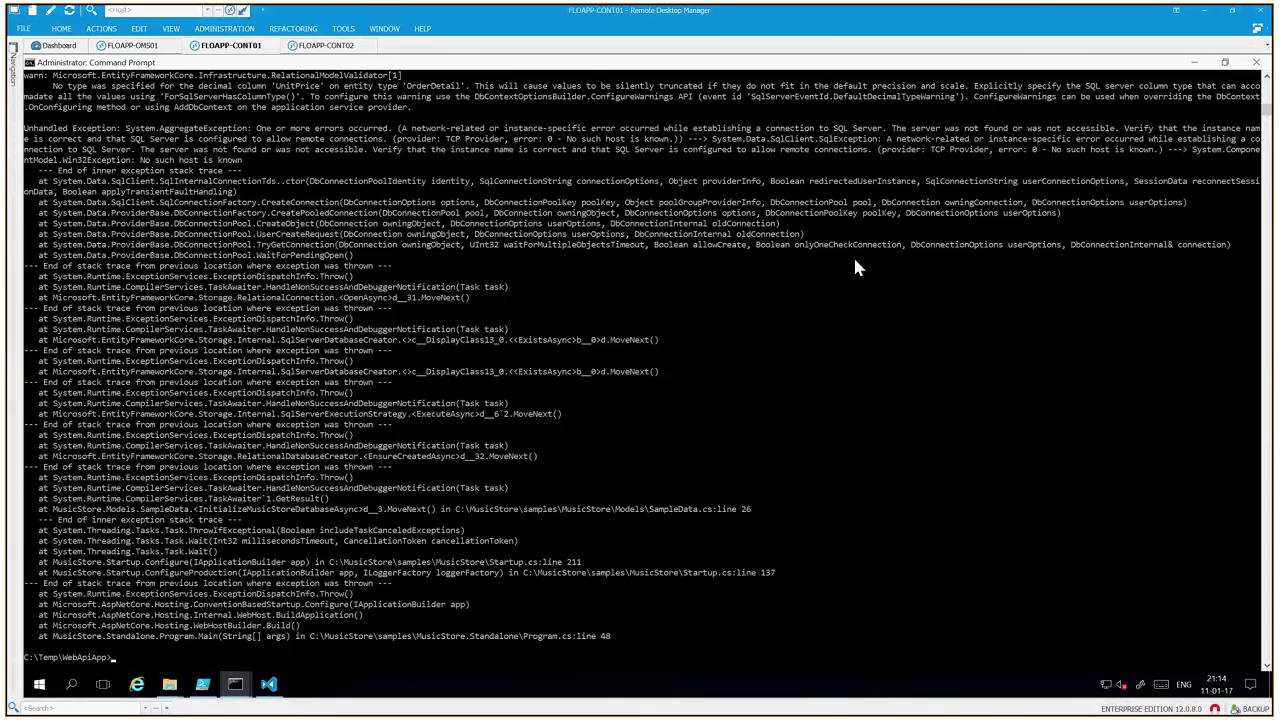 <Host>
FLOAPP-CONT01 - Remote Desktop Manager
FILE HOME ACTIONS EDIT VIEW ADMINISTRATION REFACTORING TOOLS WINDOW HELP
Dashboard FLOAPP-OMS01 FLOAPP-CONT01 FLOAPP-CONT02
Navigation
Administrator: Command Prompt
warn: Microsoft.EntityFrameworkCore.Infrastructure.RelationalModelValidator[1]
No type was specified for the decimal column 'UnitPrice' on entity type 'OrderDetail'. This will cause values to be silently truncated if they do not fit in the default precision and scale. Explicitly specify the SQL server column type that can acco
madate all the values using 'ForSqlServerHasColumnType()'. To configure this warning use the DbContextOptionsBuilder.ConfigureWarnings API (event id 'SqlServerEventId.DefaultDecimalTypeWarning'). ConfigureWarnings can be used when overriding the DbContext
.OnConfiguring method or using AddDbContext on the application service provider.
Unhandled Exception: System.AggregateException: One or more errors occurred. (A network-related or instance-specific error occurred while establishing a connection to SQL Server. The server was not found or was not accessible. Verify that the instance nam
e is correct and that SQL Server is configured to allow remote connections. (provider: TCP Provider, error: 0 - No such host is known.)) ---> System.Data.SqlClient.SqlException: A network-related or instance-specific error occurred while establishing a co
nnection to SQL Server. The server was not found or was not accessible. Verify that the instance name is correct and that SQL Server is configured to allow remote connections. (provider: TCP Provider, error: 0 - No such host is known.) ---> System.Compone
ntModel.Win32Exception: No such host is known
--- End of inner exception stack trace ---
at System.Data.SqlClient.SqlInternalConnectionTds..ctor(DbConnectionPoolIdentity identity, SqlConnectionString connectionOptions, Object providerInfo, Boolean redirectedUserInstance, SqlConnectionString userConnectionOptions, SessionData reconnectSessi
onData, Boolean applyTransientFaultHandling)
at System.Data.SqlClient.SqlConnectionFactory.CreateConnection(DbConnectionOptions options, DbConnectionPoolKey poolKey, Object poolGroupProviderInfo, DbConnectionPool pool, DbConnection owningConnection, DbConnectionOptions userOptions)
at System.Data.ProviderBase.DbConnectionFactory.CreatePooledConnection(DbConnectionPool pool, DbConnection owningObject, DbConnectionOptions options, DbConnectionPoolKey poolKey, DbConnectionOptions userOptions)
at System.Data.ProviderBase.DbConnectionPool.CreateObject(DbConnection owningObject, DbConnectionOptions userOptions, DbConnectionInternal oldConnection)
at System.Data.ProviderBase.DbConnectionPool.UserCreateRequest(DbConnection owningObject, DbConnectionOptions userOptions, DbConnectionInternal oldConnection)
at System.Data.ProviderBase.DbConnectionPool.TryGetConnection(DbConnection owningObject, UInt32 waitForMultipleObjectsTimeout, Boolean allowCreate, Boolean onlyOneCheckConnection, DbConnectionOptions userOptions, DbConnectionInternal& connection)
at System.Data.ProviderBase.DbConnectionPool.WaitForPendingOpen()
--- End of stack trace from previous location where exception was thrown ---
at System.Runtime.ExceptionServices.ExceptionDispatchInfo.Throw()
at System.Runtime.CompilerServices.TaskAwaiter.HandleNonSuccessAndDebuggerNotification(Task task)
at Microsoft.EntityFrameworkCore.Storage.RelationalConnection.<OpenAsync>d__31.MoveNext()
--- End of stack trace from previous location where exception was thrown ---
at System.Runtime.ExceptionServices.ExceptionDispatchInfo.Throw()
at System.Runtime.CompilerServices.TaskAwaiter.HandleNonSuccessAndDebuggerNotification(Task task)
at Microsoft.EntityFrameworkCore.Storage.Internal.SqlServerDatabaseCreator.<>c__DisplayClass13_0.<<ExistsAsync>b__0>d.MoveNext()
--- End of stack trace from previous location where exception was thrown ---
at System.Runtime.ExceptionServices.ExceptionDispatchInfo.Throw()
at Microsoft.EntityFrameworkCore.Storage.Internal.SqlServerDatabaseCreator.<>c__DisplayClass13_0.<<ExistsAsync>b__0>d.MoveNext()
--- End of stack trace from previous location where exception was thrown ---
at System.Runtime.ExceptionServices.ExceptionDispatchInfo.Throw()
at System.Runtime.CompilerServices.TaskAwaiter.HandleNonSuccessAndDebuggerNotification(Task task)
at Microsoft.EntityFrameworkCore.Storage.Internal.SqlServerExecutionStrategy.<ExecuteAsync>d__6`2.MoveNext()
--- End of stack trace from previous location where exception was thrown ---
at System.Runtime.ExceptionServices.ExceptionDispatchInfo.Throw()
at System.Runtime.CompilerServices.TaskAwaiter.HandleNonSuccessAndDebuggerNotification(Task task)
at Microsoft.EntityFrameworkCore.Storage.RelationalDatabaseCreator.<EnsureCreatedAsync>d__32.MoveNext()
--- End of stack trace from previous location where exception was thrown ---
at System.Runtime.ExceptionServices.ExceptionDispatchInfo.Throw()
at System.Runtime.CompilerServices.TaskAwaiter.HandleNonSuccessAndDebuggerNotification(Task task)
at System.Runtime.CompilerServices.TaskAwaiter`1.GetResult()
at MusicStore.Models.SampleData.<InitializeMusicStoreDatabaseAsync>d__3.MoveNext() in C:\MusicStore\samples\MusicStore\Models\SampleData.cs:line 26
--- End of inner exception stack trace ---
at System.Threading.Tasks.Task.ThrowIfExceptional(Boolean includeTaskCanceledExceptions)
at System.Threading.Tasks.Task.Wait(Int32 millisecondsTimeout, CancellationToken cancellationToken)
at System.Threading.Tasks.Task.Wait()
at MusicStore.Startup.Configure(IApplicationBuilder app) in C:\MusicStore\samples\MusicStore\Startup.cs:line 211
at MusicStore.Startup.ConfigureProduction(IApplicationBuilder app, ILoggerFactory loggerFactory) in C:\MusicStore\samples\MusicStore\Startup.cs:line 137
--- End of stack trace from previous location where exception was thrown ---
at System.Runtime.ExceptionServices.ExceptionDispatchInfo.Throw()
at Microsoft.AspNetCore.Hosting.ConventionBasedStartup.Configure(IApplicationBuilder app)
at Microsoft.AspNetCore.Hosting.Internal.WebHost.BuildApplication()
at Microsoft.AspNetCore.Hosting.WebHostBuilder.Build()
at MusicStore.Standalone.Program.Main(String[] args) in C:\MusicStore\samples\MusicStore.Standalone\Program.cs:line 48
C:\Temp\WebApiApp>_
ENG
21:14
11-01-17
<Search>
ENTERPRISE EDITION 12.0.8.0
BACKUP